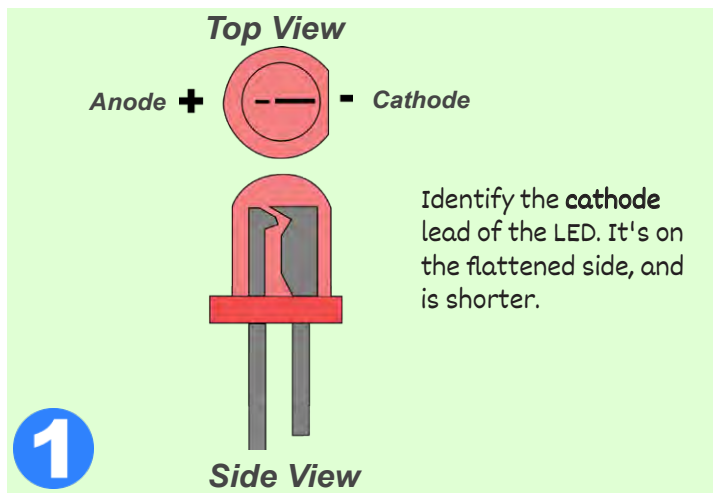 Top View
Anode + - Cathode
Identify the cathode
lead of the LED. It's on
the flattened side, and
is shorter.
1
Side View